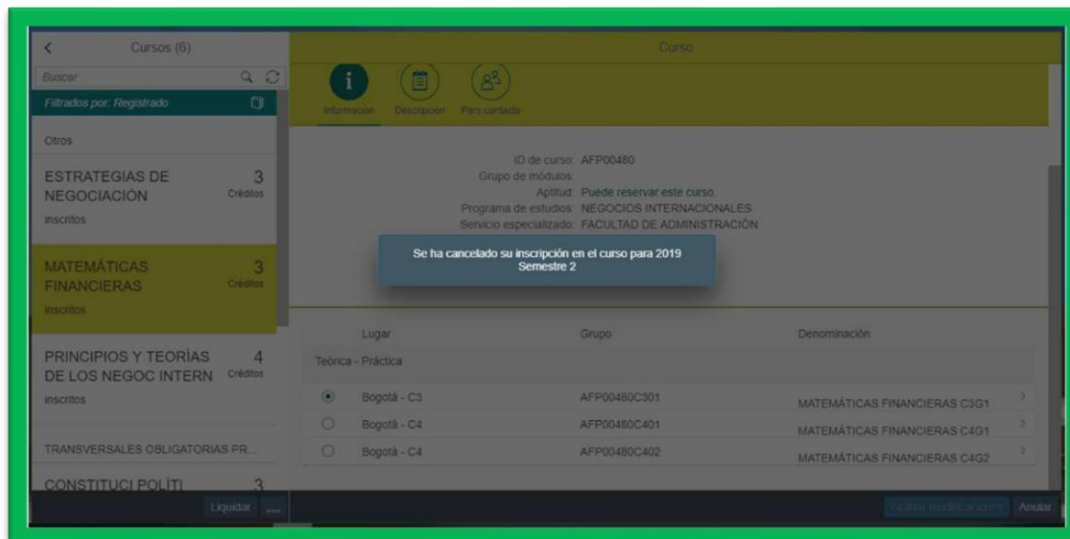 Cursos (6)
Curso
Buscar
Filtrados por: Registrado
Información
Descripción
Pers.contacto
Otros
ESTRATEGIAS DE
NEGOCIACIÓN
3
Créditos
inscritos
MATEMÁTICAS
FINANCIERAS
3
Créditos
inscritos
PRINCIPIOS Y TEORÍAS
DE LOS NEGOC INTERN
4
Créditos
inscritos
TRANSVERSALES OBLIGATORIAS PR...
CONSTITUCI POLÍTI
3
Liquidar ...
ID de curso: AFP00480
Grupo de módulos:
Aptitud: Puede reservar este curso.
Programa de estudios: NEGOCIOS INTERNACIONALES
Servicio especializado: FACULTAD DE ADMINISTRACIÓN
Se ha cancelado su inscripción en el curso para 2019
Semestre 2
Lugar Grupo Denominación
Teórica - Práctica
Bogotá - C3 AFP00480C301 MATEMÁTICAS FINANCIERAS C3G1
Bogotá - C4 AFP00480C401 MATEMÁTICAS FINANCIERAS C4G1
Bogotá - C4 AFP00480C402 MATEMÁTICAS FINANCIERAS C4G2
Grabar modificaciones Anular